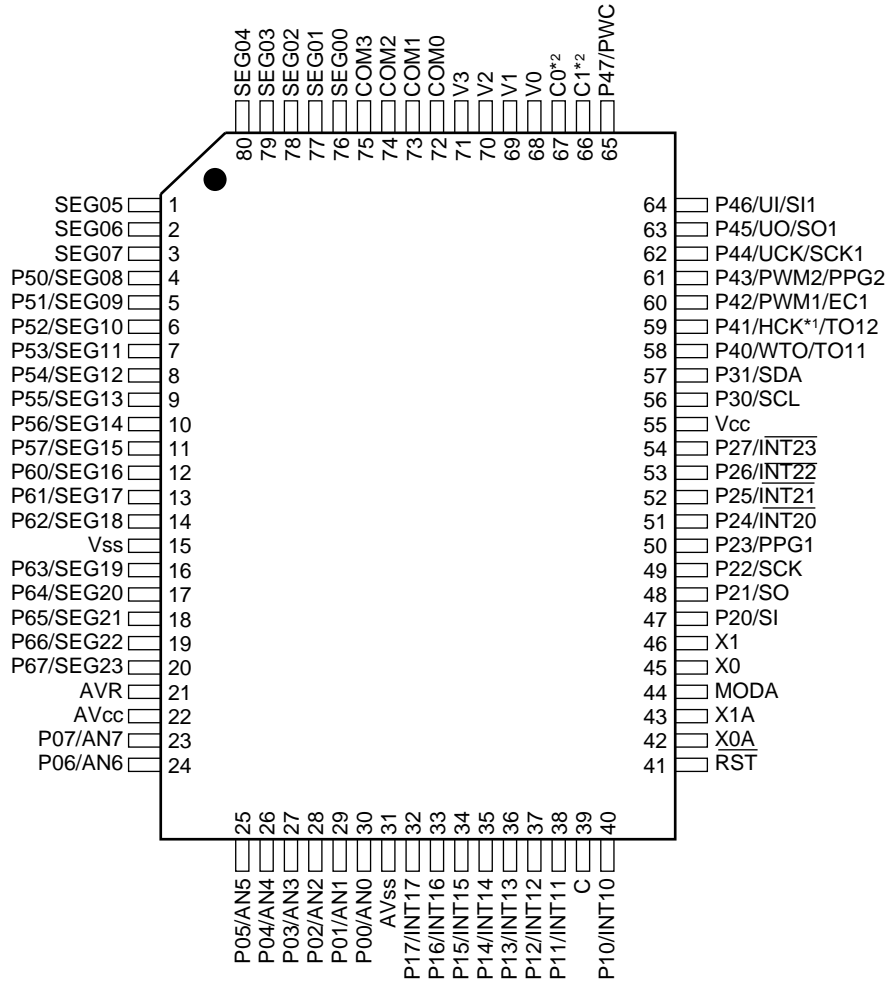 SEG04
SEG03
SEG02
SEG01
SEG00
COM3
COM2
COM1
COM0
V3
V2
V1
V0
C0*2
C1*2
P47/PWC
80
79
78
77
76
75
74
73
72
71
70
69
68
67
66
65
SEG05 1
SEG06 2
SEG07 3
P50/SEG08 4
P51/SEG09 5
P52/SEG10 6
P53/SEG11 7
P54/SEG12 8
P55/SEG13 9
P56/SEG14 10
P57/SEG15 11
P60/SEG16 12
P61/SEG17 13
P62/SEG18 14
Vss 15
P63/SEG19 16
P64/SEG20 17
P65/SEG21 18
P66/SEG22 19
P67/SEG23 20
AVR 21
AVcc 22
P07/AN7 23
P06/AN6 24
64 P46/UI/SI1
63 P45/UO/SO1
62 P44/UCK/SCK1
61 P43/PWM2/PPG2
60 P42/PWM1/EC1
59 P41/HCK*1/TO12
58 P40/WTO/TO11
57 P31/SDA
56 P30/SCL
55 Vcc
54 P27/INT23
53 P26/INT22
52 P25/INT21
51 P24/INT20
50 P23/PPG1
49 P22/SCK
48 P21/SO
47 P20/SI
46 X1
45 X0
44 MODA
43 X1A
42 X0A
41 RST
25
26
27
28
29
30
31
32
33
34
35
36
37
38
39
40
P05/AN5
P04/AN4
P03/AN3
P02/AN2
P01/AN1
P00/AN0
AVss
P17/INT17
P16/INT16
P15/INT15
P14/INT14
P13/INT13
P12/INT12
P11/INT11
C
P10/INT10